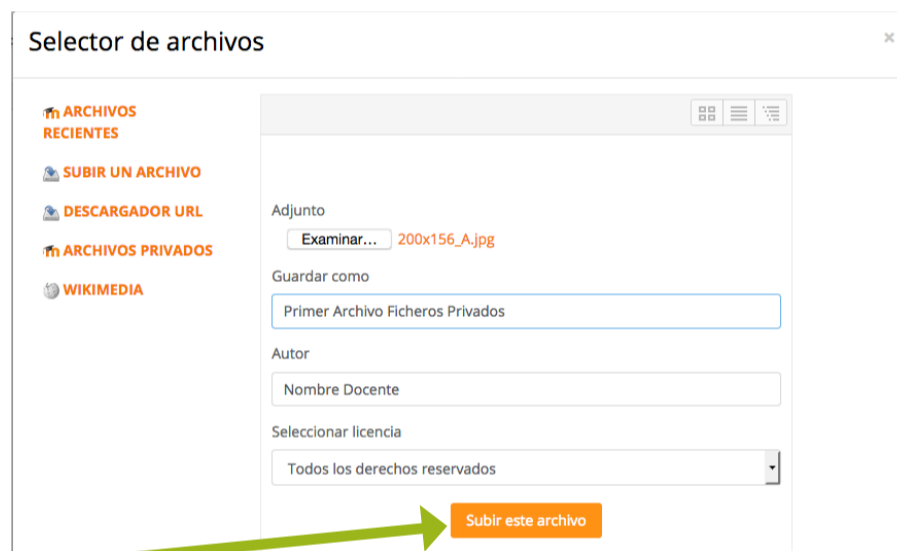 Selector de archivos
ARCHIVOS
RECIENTES
SUBIR UN ARCHIVO
DESCARGADOR URL
ARCHIVOS PRIVADOS
WIKIMEDIA
Adjunto
Examinar... 200x156_A.jpg
Guardar como
Primer Archivo Ficheros Privados
Autor
Nombre Docente
Seleccionar licencia
Todos los derechos reservados
Subir este archivo